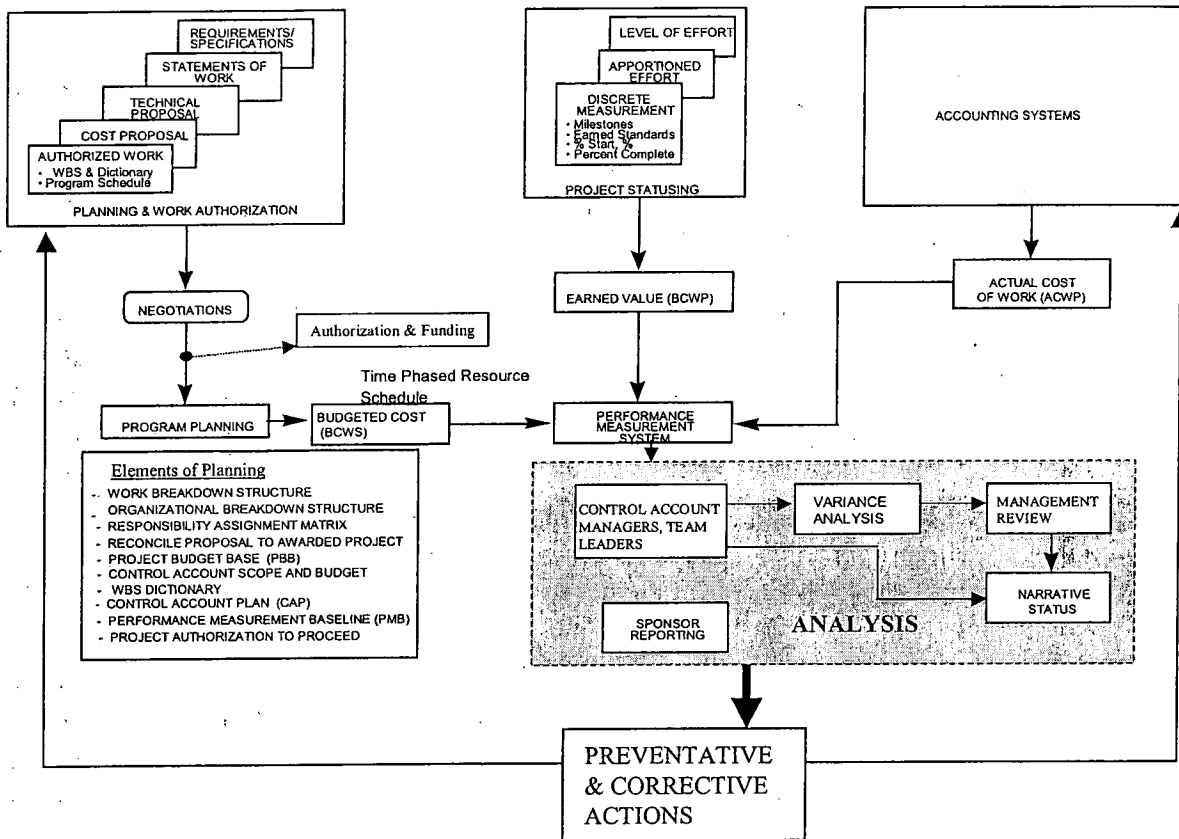 REQUIREMENTS/
SPECIFICATIONS
STATEMENTS OF
WORK
TECHNICAL
PROPOSAL
COST PROPOSAL
AUTHORIZED WORK
• WBS & Dictionary
• Program Schedule
PLANNING & WORK AUTHORIZATION
LEVEL OF EFFORT
APPORTIONED
EFFORT
DISCRETE
MEASUREMENT
• Milestones
• Earned Standards
• % Start, %
• Percent Complete
PROJECT STATUSING
ACCOUNTING SYSTEMS
NEGOTIATIONS
EARNED VALUE (BCWP)
ACTUAL COST
OF WORK (ACWP)
Authorization & Funding
Time Phased Resource
Schedule
PROGRAM PLANNING
BUDGETED COST
(BCWS)
PERFORMANCE
MEASUREMENT
SYSTEM
Elements of Planning
- WORK BREAKDOWN STRUCTURE
- ORGANIZATIONAL BREAKDOWN STRUCTURE
- RESPONSIBILITY ASSIGNMENT MATRIX
- RECONCILE PROPOSAL TO AWARDED PROJECT
- PROJECT BUDGET BASE (PBB)
- CONTROL ACCOUNT SCOPE AND BUDGET
- WBS DICTIONARY
- CONTROL ACCOUNT PLAN (CAP)
- PERFORMANCE MEASUREMENT BASELINE (PMB)
- PROJECT AUTHORIZATION TO PROCEED
CONTROL ACCOUNT
MANAGERS, TEAM
LEADERS
VARIANCE
ANALYSIS
MANAGEMENT
REVIEW
NARRATIVE
STATUS
SPONSOR
REPORTING
ANALYSIS
PREVENTATIVE
& CORRECTIVE
ACTIONS